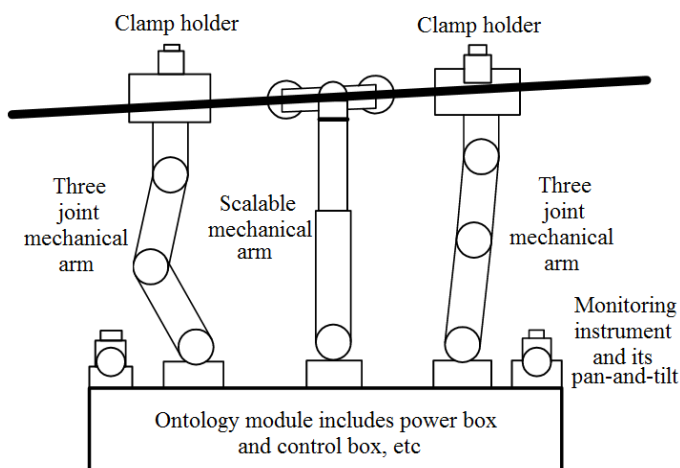 Clamp holder
Clamp holder
Three
joint
mechanical
arm
Scalable
mechanical
arm
Three
joint
mechanical
arm
Monitoring
instrument
and its
pan-and-tilt
Ontology module includes power box
and control box, etc